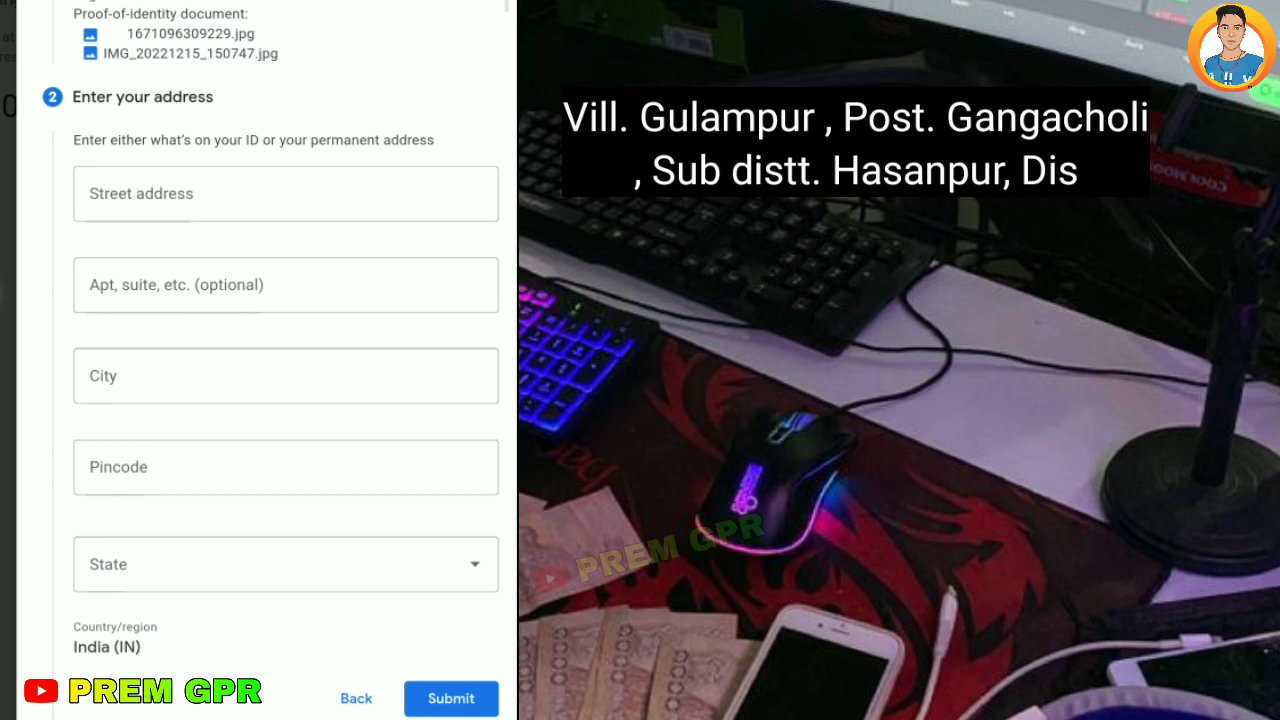 Proof-of-identity document:
1671096309229.jpg
IMG_20221215_150747.jpg
2 Enter your address
Enter either what's on your ID or your permanent address
Street address
Apt, suite, etc. (optional)
City
Pincode
State
Country/region
India (IN)
Back Submit
PREM GPR
Vill. Gulampur , Post. Gangacholi
, Sub distt. Hasanpur, Dis
PREM GPR